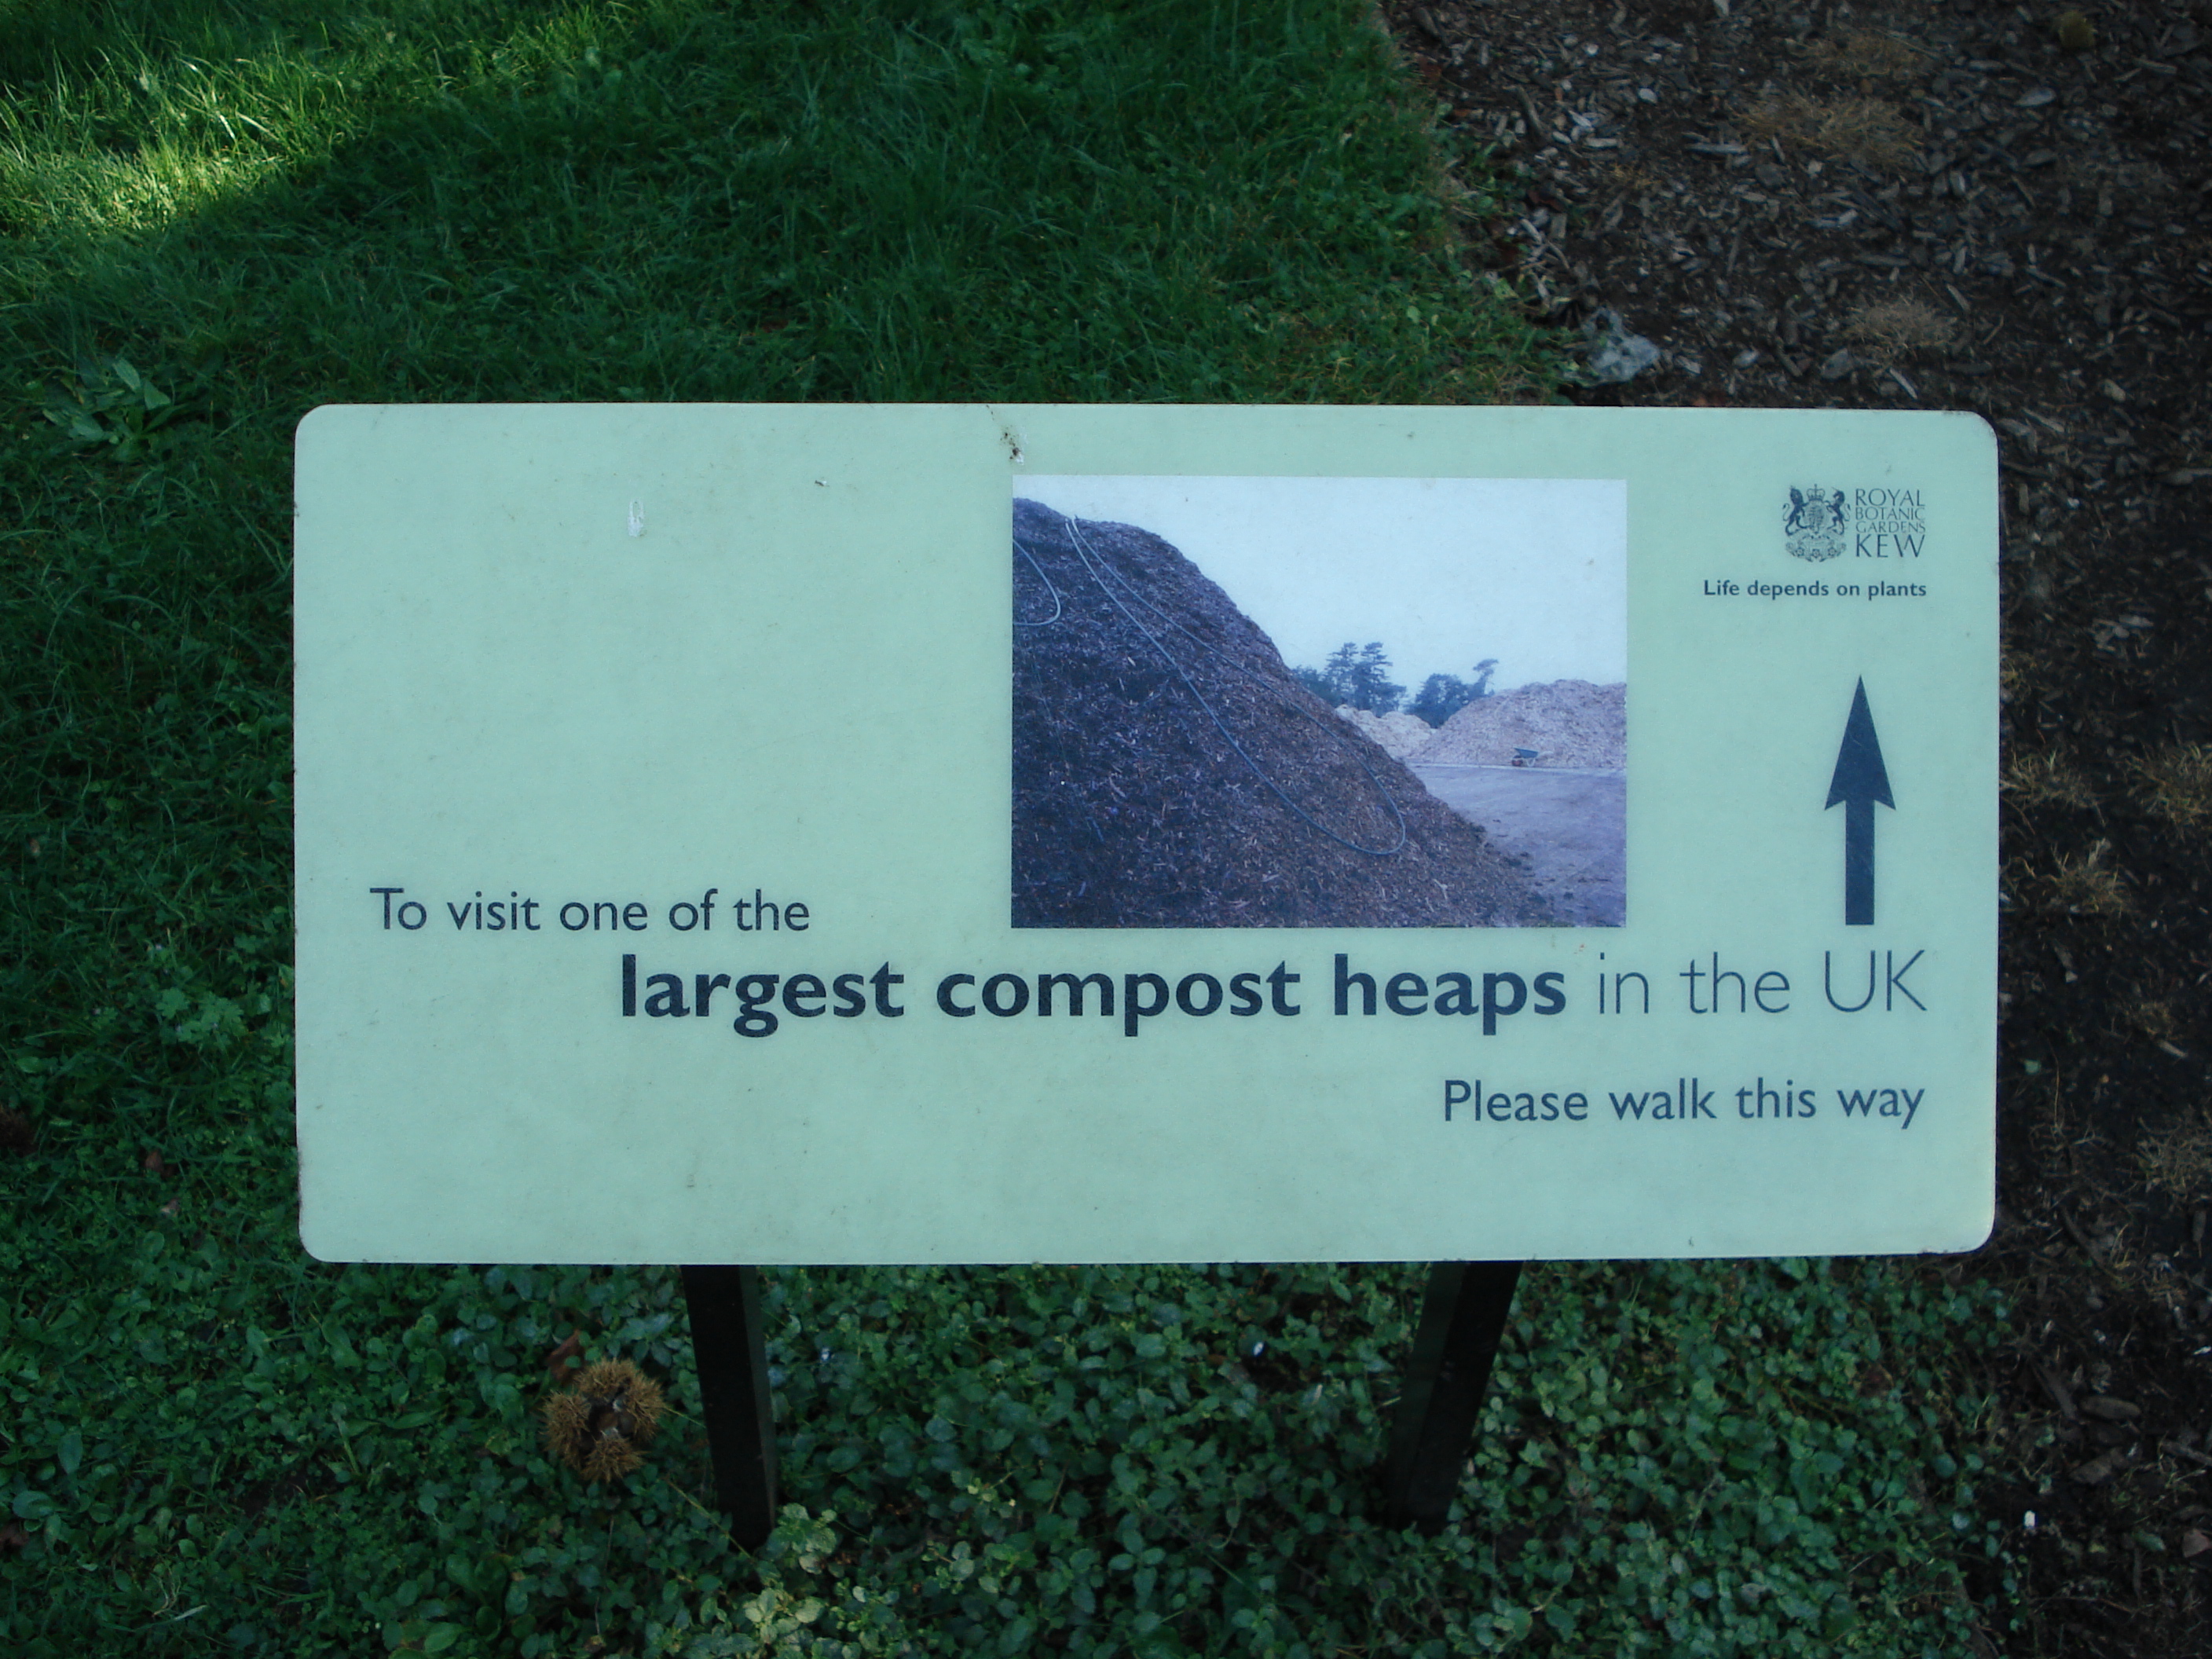 ROYAL
BOTANIC
GARDENS
KEW
Life depends on plants
To visit one of the
largest compost heaps in the UK
Please walk this way